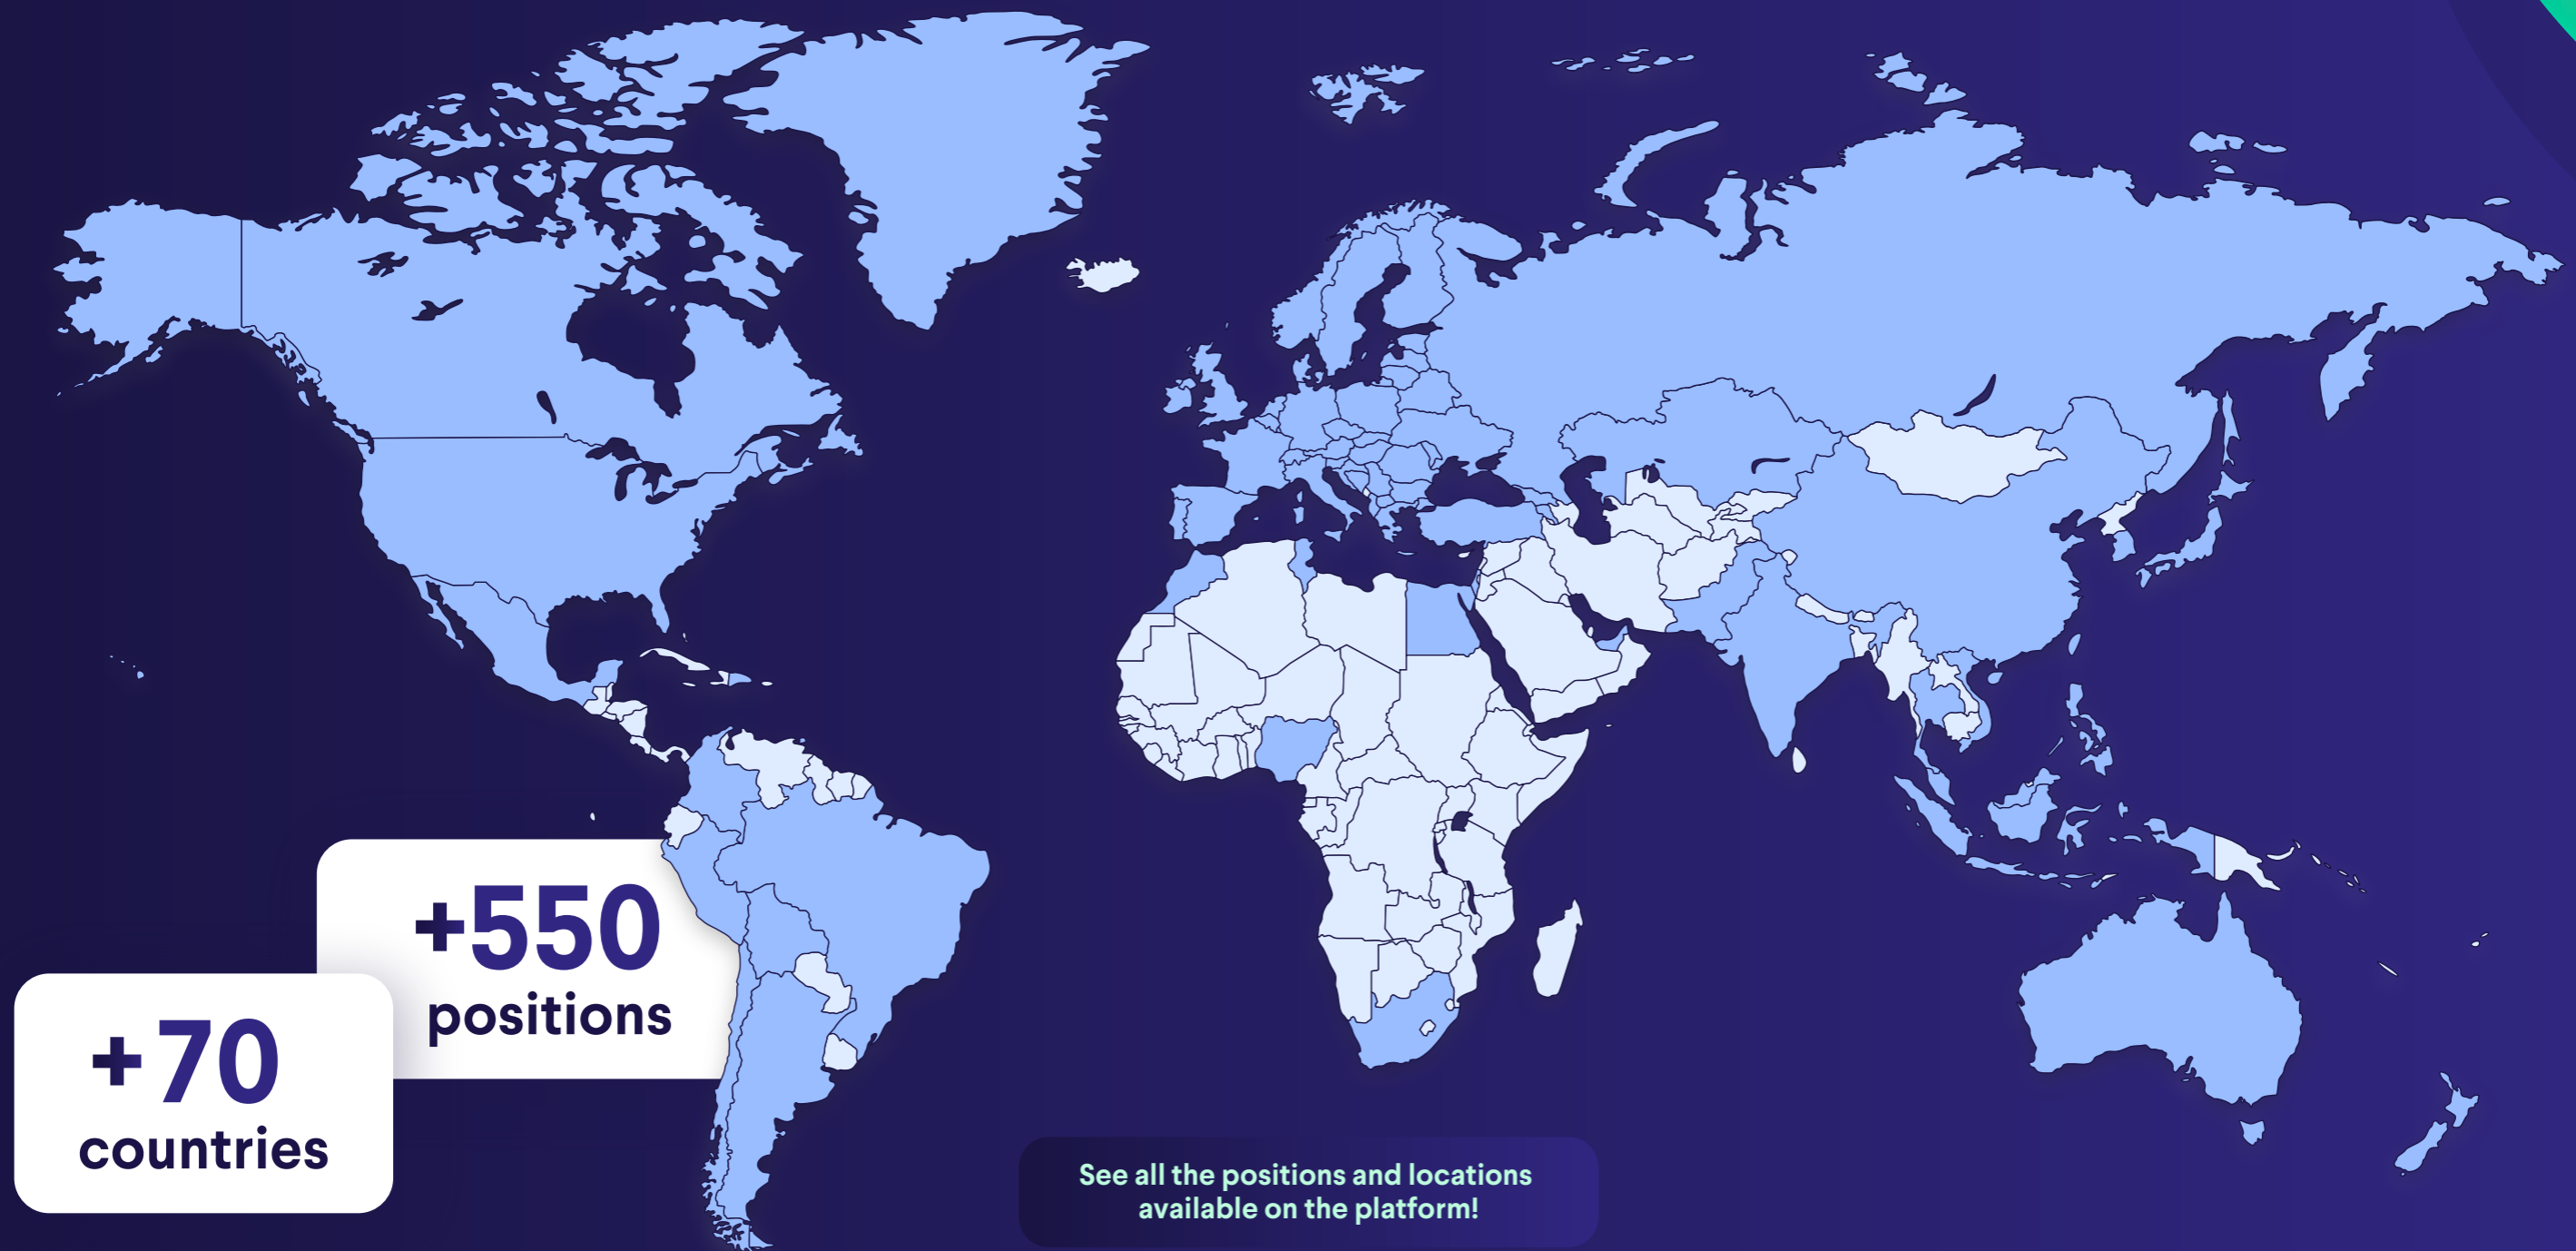 +550
positions
+70
countries
See all the positions and locations
available on the platform!